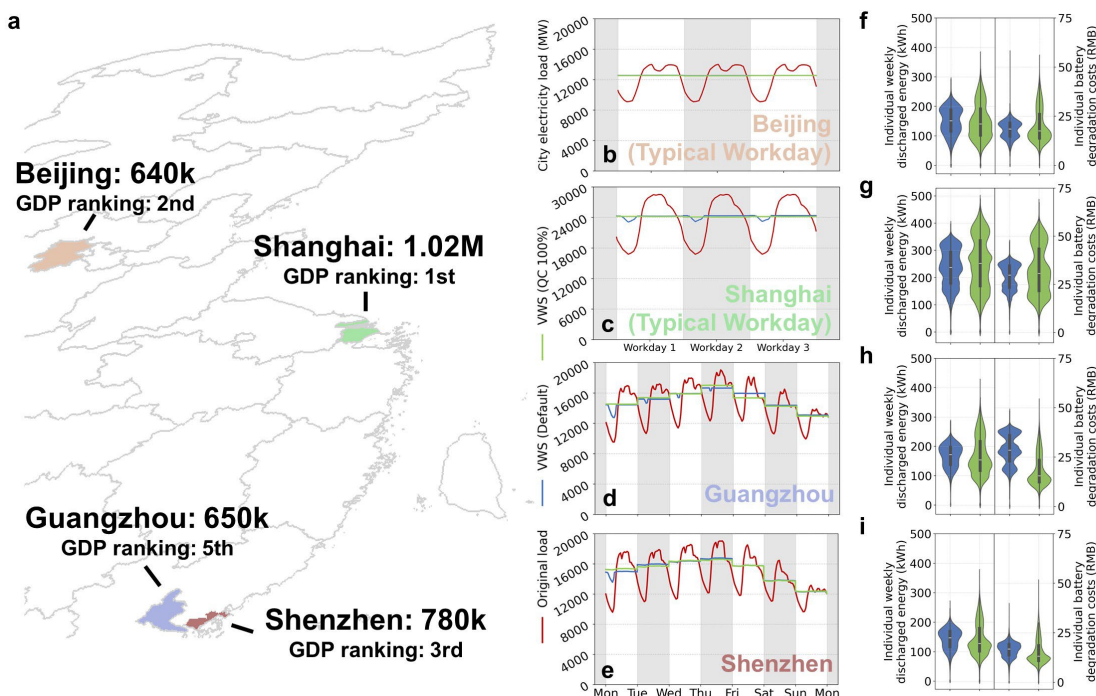 a
Beijing: 640k
GDP ranking: 2nd
Shanghai: 1.02M
GDP ranking: 1st
Guangzhou: 650k
GDP ranking: 5th
Shenzhen: 780k
GDP ranking: 3rd
City electricity load (MW)
VWS (QC 100%)
VWS (Default)
Original load
20000
16000
12000
8000
4000
0
b
Beijing
(Typical Workday)
30000
24000
18000
12000
6000
0
c
Shanghai
(Typical Workday)
Workday 1 Workday 2 Workday 3
20000
16000
12000
8000
4000
0
d
Guangzhou
20000
16000
12000
8000
4000
0
e
Shenzhen
Mon Tue Wed Thu Fri Sat Sun Mon
f
Individual weekly
discharged energy (kWh)
500
400
300
200
100
0
75
50
25
0
Individual battery
degradation costs (RMB)
g
Individual weekly
discharged energy (kWh)
500
400
300
200
100
0
75
50
25
0
Individual battery
degradation costs (RMB)
h
Individual weekly
discharged energy (kWh)
500
400
300
200
100
0
75
50
25
0
Individual battery
degradation costs (RMB)
i
Individual weekly
discharged energy (kWh)
500
400
300
200
100
0
75
50
25
0
Individual battery
degradation costs (RMB)